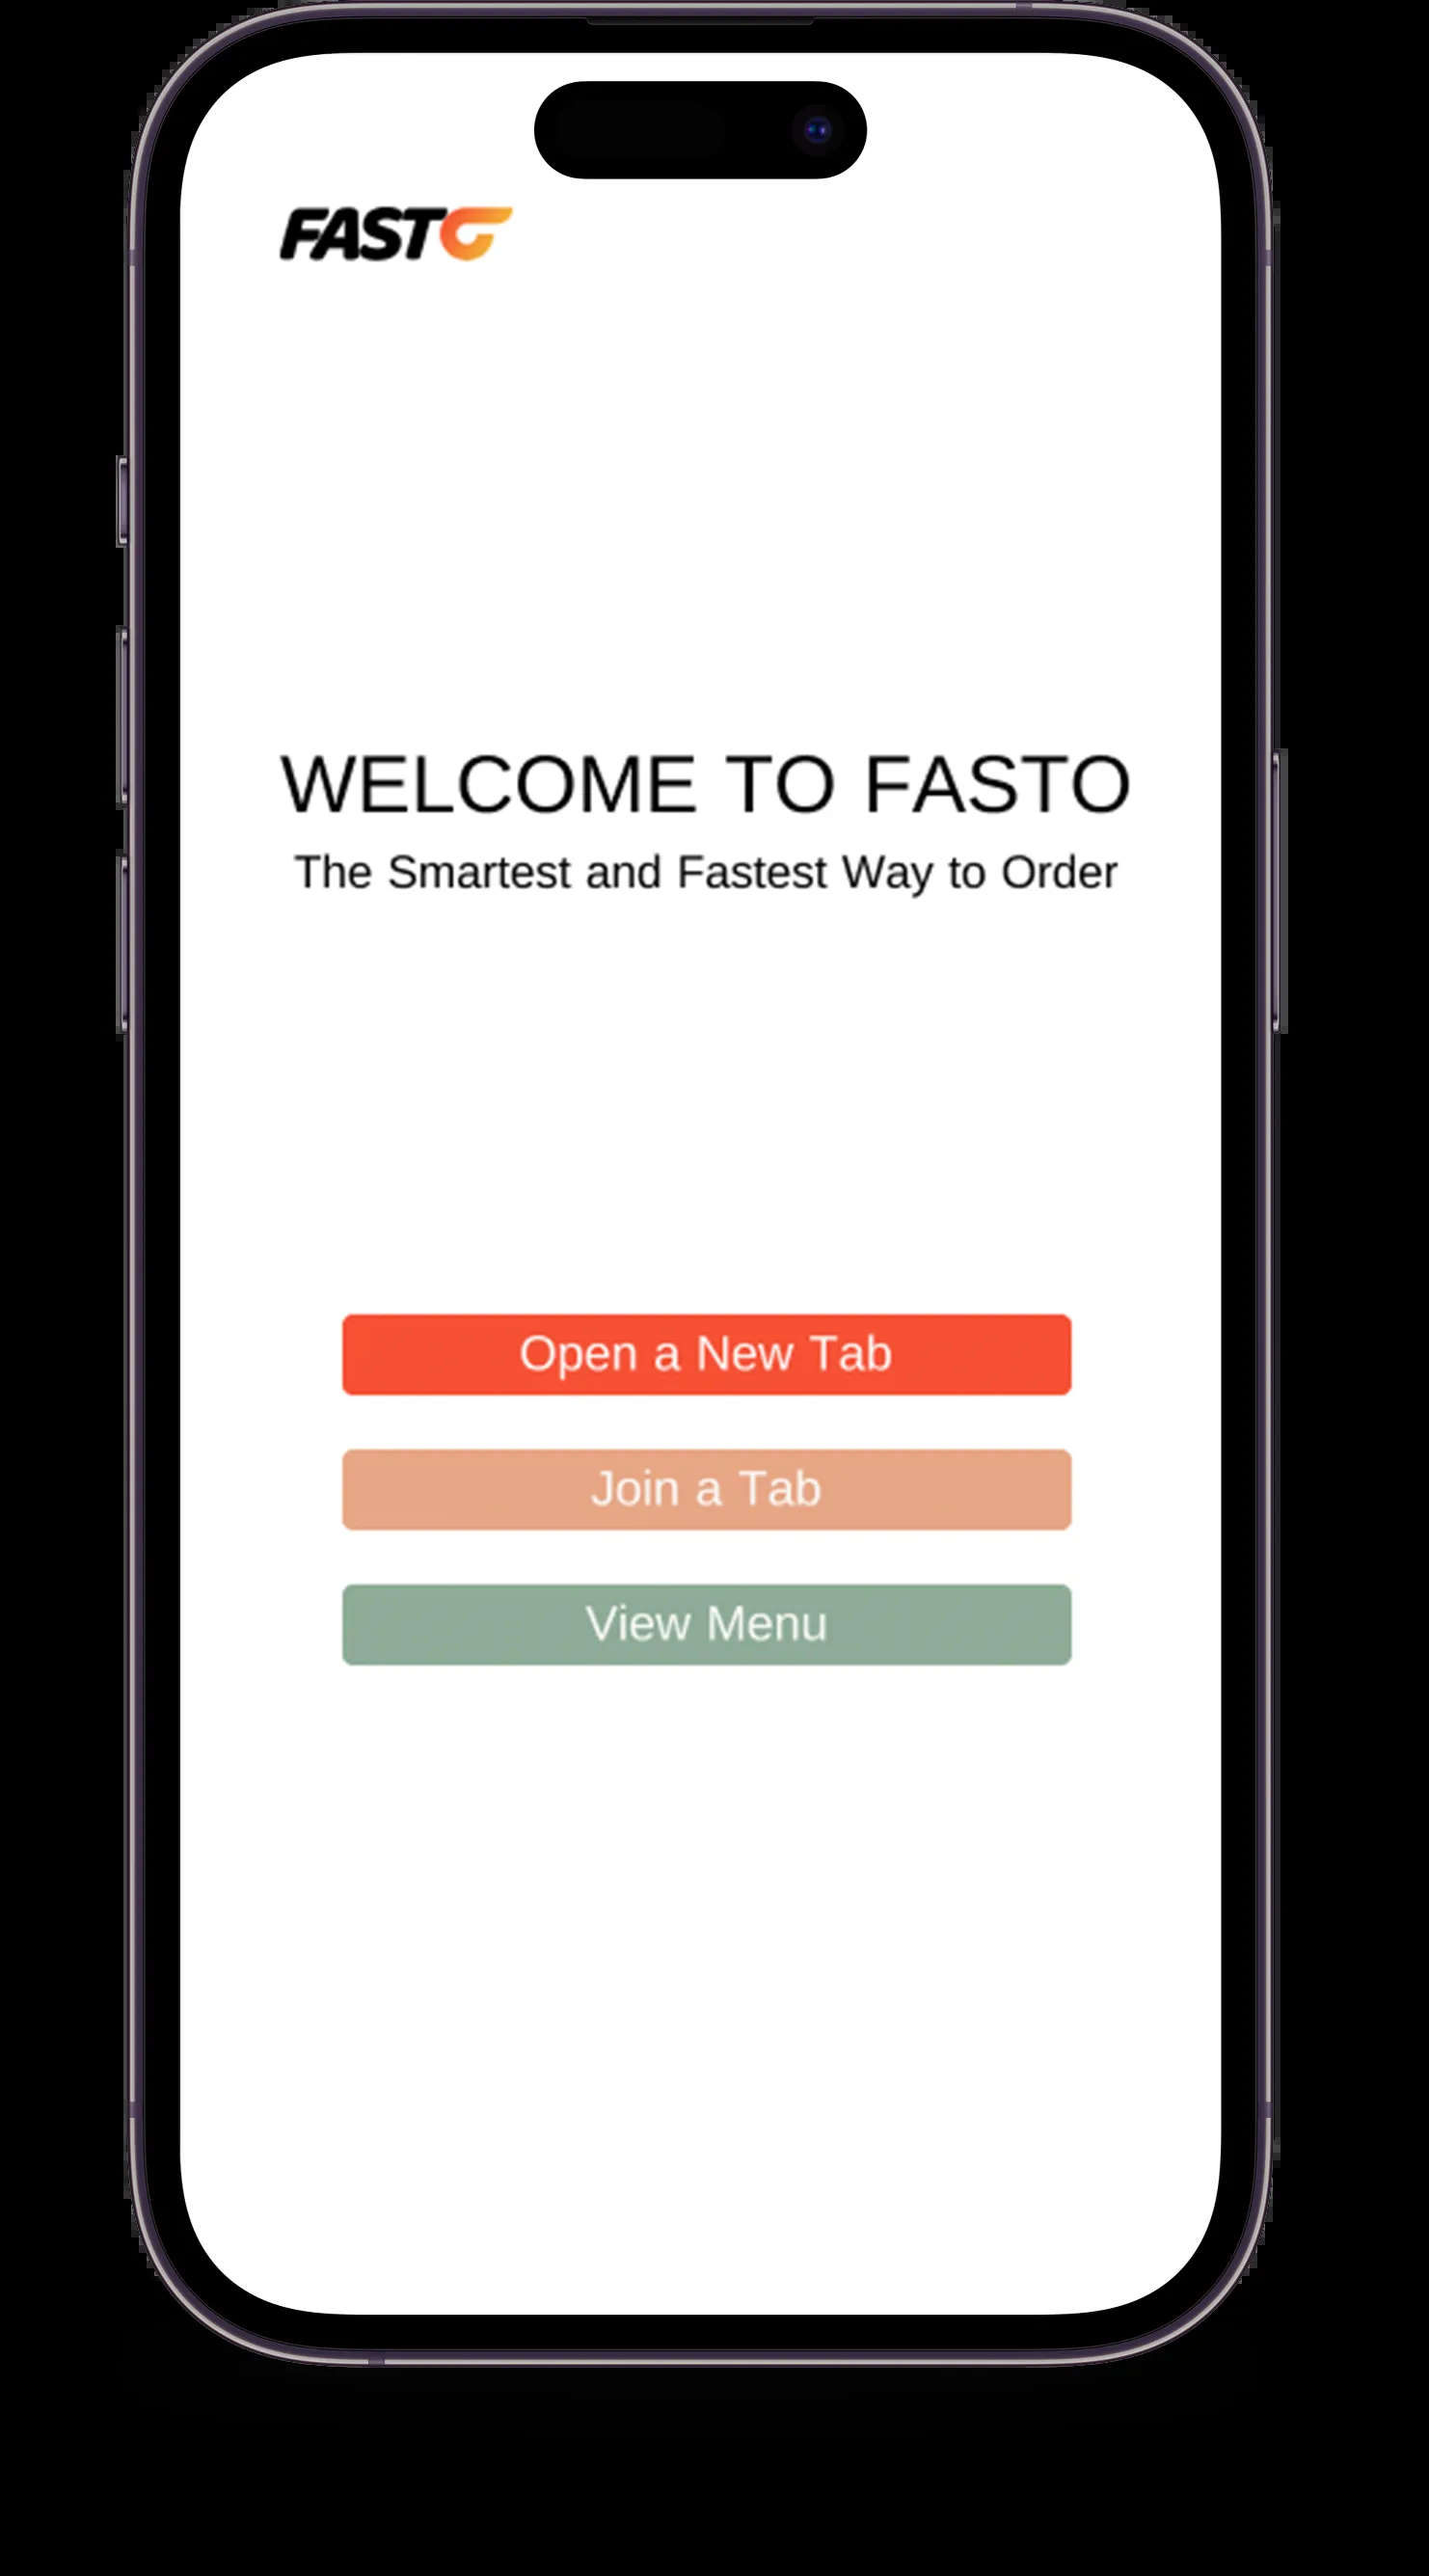 FASTO
WELCOME TO FASTO
The Smartest and Fastest Way to Order
Open a New Tab
Join a Tab
View Menu